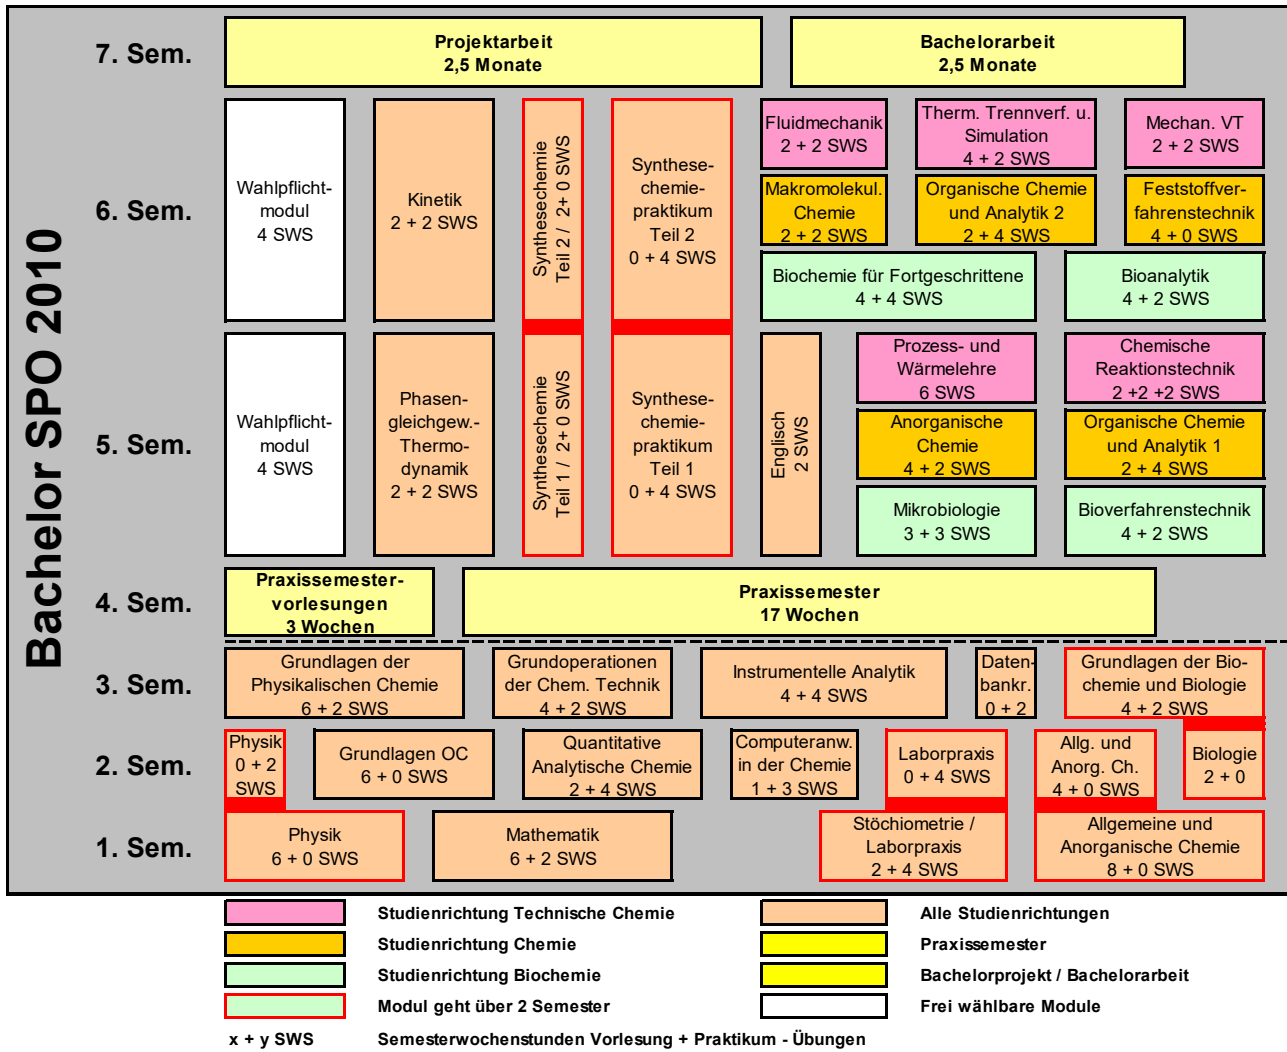 Bachelor SPO 2010
7. Sem.
Projektarbeit
2,5 Monate
Bachelorarbeit
2,5 Monate
6. Sem.
Wahlpflicht-
modul
4 SWS
Kinetik
2 + 2 SWS
Synthesechemie
Teil 2 / 2+ 0 SWS
Synthese-
chemie-
praktikum
Teil 2
0 + 4 SWS
Fluidmechanik
2 + 2 SWS
Therm. Trennverf. u.
Simulation
4 + 2 SWS
Mechan. VT
2 + 2 SWS
Makromolekul.
Chemie
2 + 2 SWS
Organische Chemie
und Analytik 2
2 + 4 SWS
Feststoffver-
fahrenstechnik
4 + 0 SWS
Biochemie für Fortgeschrittene
4 + 4 SWS
Bioanalytik
4 + 2 SWS
5. Sem.
Wahlpflicht-
modul
4 SWS
Phasen-
gleichgew.-
Thermo-
dynamik
2 + 2 SWS
Synthesechemie
Teil 1 / 2+ 0 SWS
Synthese-
chemie-
praktikum
Teil 1
0 + 4 SWS
Englisch
2 SWS
Prozess- und
Wärmelehre
6 SWS
Chemische
Reaktionstechnik
2 +2 +2 SWS
Anorganische
Chemie
4 + 2 SWS
Organische Chemie
und Analytik 1
2 + 4 SWS
Mikrobiologie
3 + 3 SWS
Bioverfahrenstechnik
4 + 2 SWS
4. Sem.
Praxissemester-
vorlesungen
3 Wochen
Praxissemester
17 Wochen
3. Sem.
Grundlagen der
Physikalischen Chemie
6 + 2 SWS
Grundoperationen
der Chem. Technik
4 + 2 SWS
Instrumentelle Analytik
4 + 4 SWS
Daten-
bankr.
0 + 2
Grundlagen der Bio-
chemie und Biologie
4 + 2 SWS
2. Sem.
Physik
0 + 2
SWS
Grundlagen OC
6 + 0 SWS
Quantitative
Analytische Chemie
2 + 4 SWS
Computeranw.
in der Chemie
1 + 3 SWS
Laborpraxis
0 + 4 SWS
Allg. und
Anorg. Ch.
4 + 0 SWS
Biologie
2 + 0
1. Sem.
Physik
6 + 0 SWS
Mathematik
6 + 2 SWS
Stöchiometrie /
Laborpraxis
2 + 4 SWS
Allgemeine und
Anorganische Chemie
8 + 0 SWS
Studienrichtung Technische Chemie
Alle Studienrichtungen
Studienrichtung Chemie
Praxissemester
Studienrichtung Biochemie
Bachelorprojekt / Bachelorarbeit
Modul geht über 2 Semester
Frei wählbare Module
x + y SWS
Semesterwochenstunden Vorlesung + Praktikum - Übungen